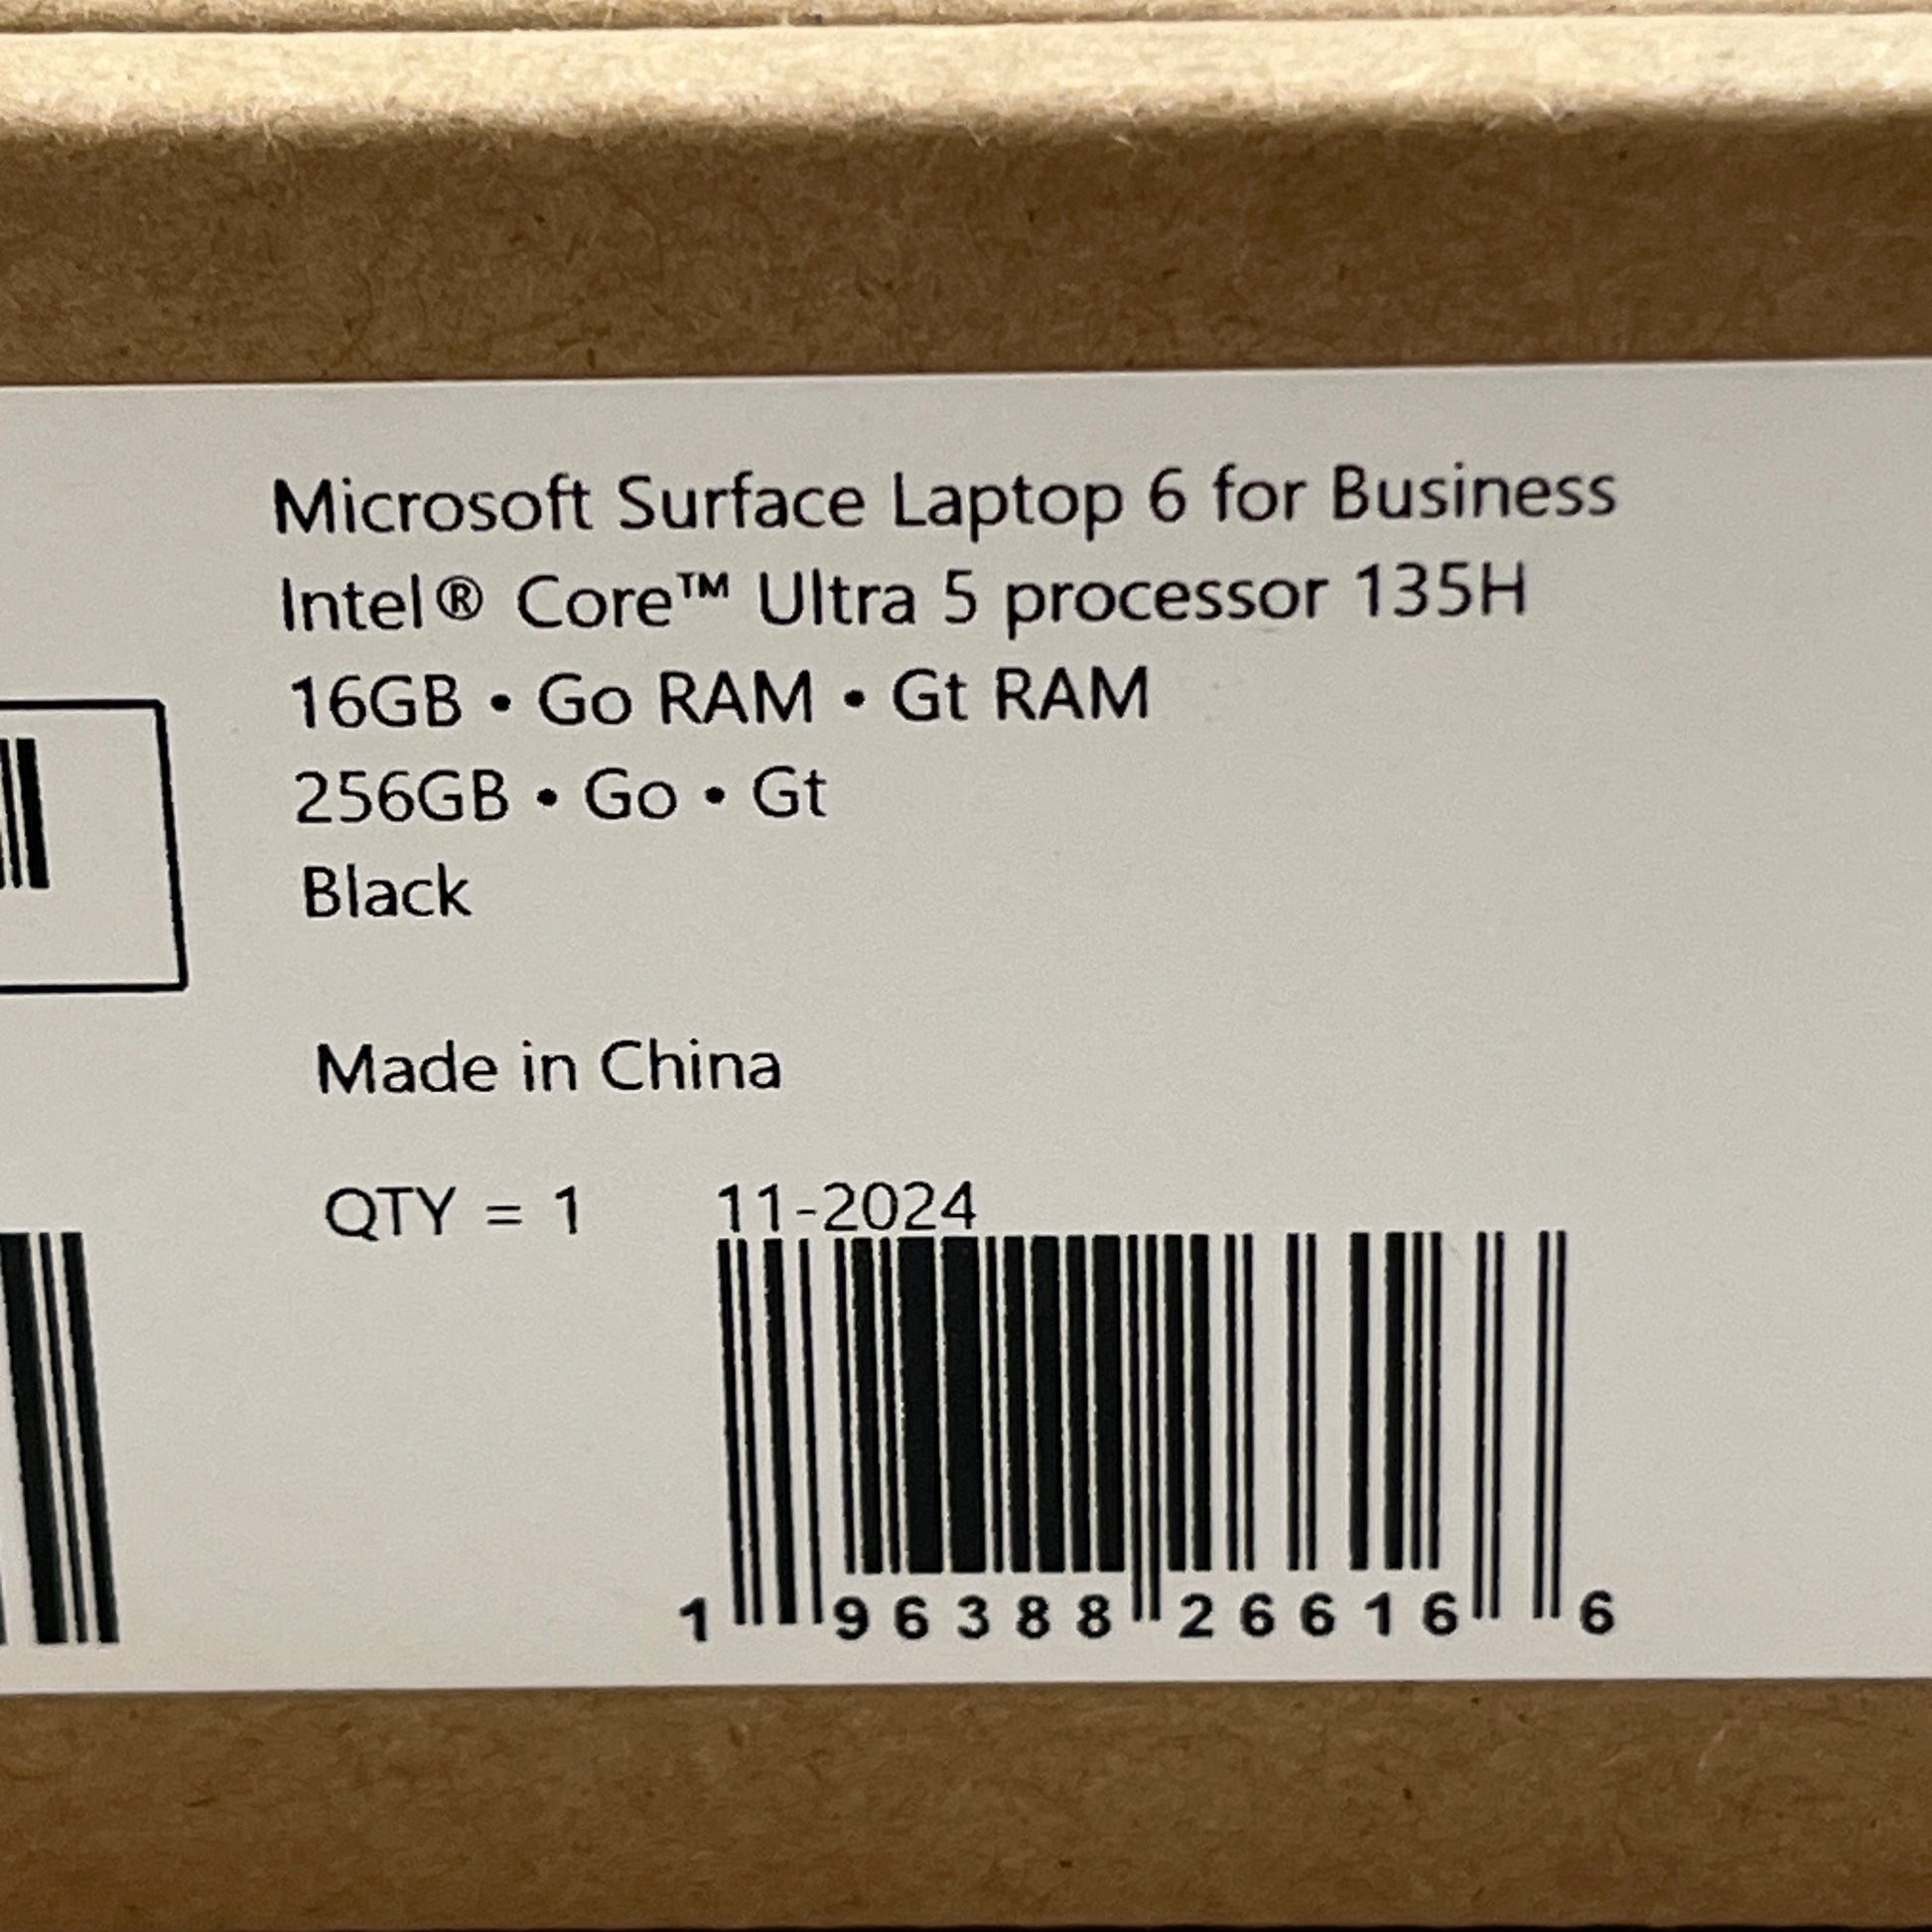 Microsoft Surface Laptop 6 for Business
Intel® Core™ Ultra 5 processor 135H
16GB • Go RAM • Gt RAM
256GB • Go • Gt
Black
Made in China
QTY = 1 11-2024
1 96388 26616 6